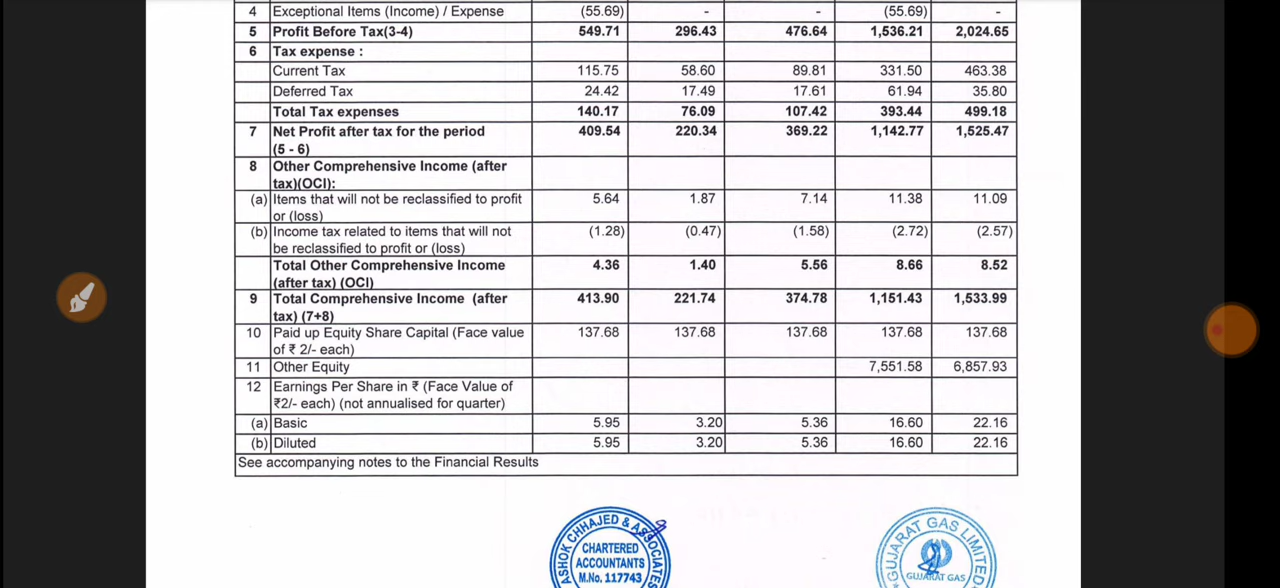 4 Exceptional Items (Income) / Expense (55.69) - - (55.69) -
5 Profit Before Tax(3-4) 549.71 296.43 476.64 1,536.21 2,024.65
6 Tax expense :
Current Tax 115.75 58.60 89.81 331.50 463.38
Deferred Tax 24.42 17.49 17.61 61.94 35.80
Total Tax expenses 140.17 76.09 107.42 393.44 499.18
7 Net Profit after tax for the period 409.54 220.34 369.22 1,142.77 1,525.47
(5 - 6)
8 Other Comprehensive Income (after
tax)(OCI):
(a) Items that will not be reclassified to profit 5.64 1.87 7.14 11.38 11.09
or (loss)
(b) Income tax related to items that will not (1.28) (0.47) (1.58) (2.72) (2.57)
be reclassified to profit or (loss)
Total Other Comprehensive Income 4.36 1.40 5.56 8.66 8.52
(after tax) (OCI)
9 Total Comprehensive Income (after 413.90 221.74 374.78 1,151.43 1,533.99
tax) (7+8)
10 Paid up Equity Share Capital (Face value 137.68 137.68 137.68 137.68 137.68
of ₹ 2/- each)
11 Other Equity 7,551.58 6,857.93
12 Earnings Per Share in ₹ (Face Value of
₹2/- each) (not annualised for quarter)
(a) Basic 5.95 3.20 5.36 16.60 22.16
(b) Diluted 5.95 3.20 5.36 16.60 22.16
See accompanying notes to the Financial Results
ASHOK CHHAJED & ASSOCIATES
CHARTERED
ACCOUNTANTS
M.No. 117743
GUJARAT GAS LIMITED
GUJARAT GAS